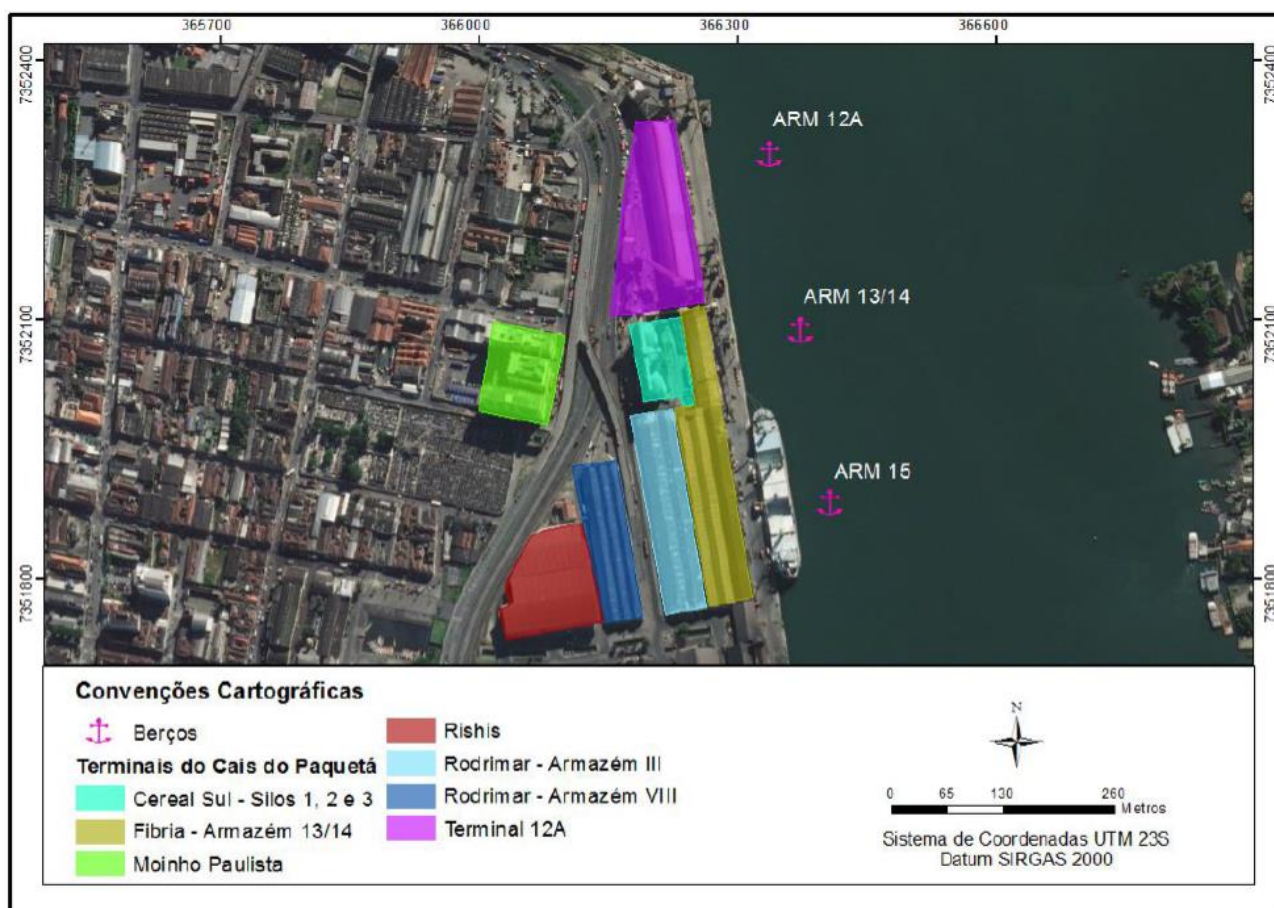 365700 366000 366300 366600
7352400 7352400
ARM 12A
ARM 13/14
7352100 7352100
ARM 15
7351800 7351800
Convenções Cartográficas
Berços
Terminais do Cais do Paquetá
Cereal Sul - Silos 1, 2 e 3
Fibria - Armazém 13/14
Moinho Paulista
Rishis
Rodrimar - Armazém III
Rodrimar - Armazém VIII
Terminal 12A
N
0 65 130 260
Metros
Sistema de Coordenadas UTM 23S
Datum SIRGAS 2000